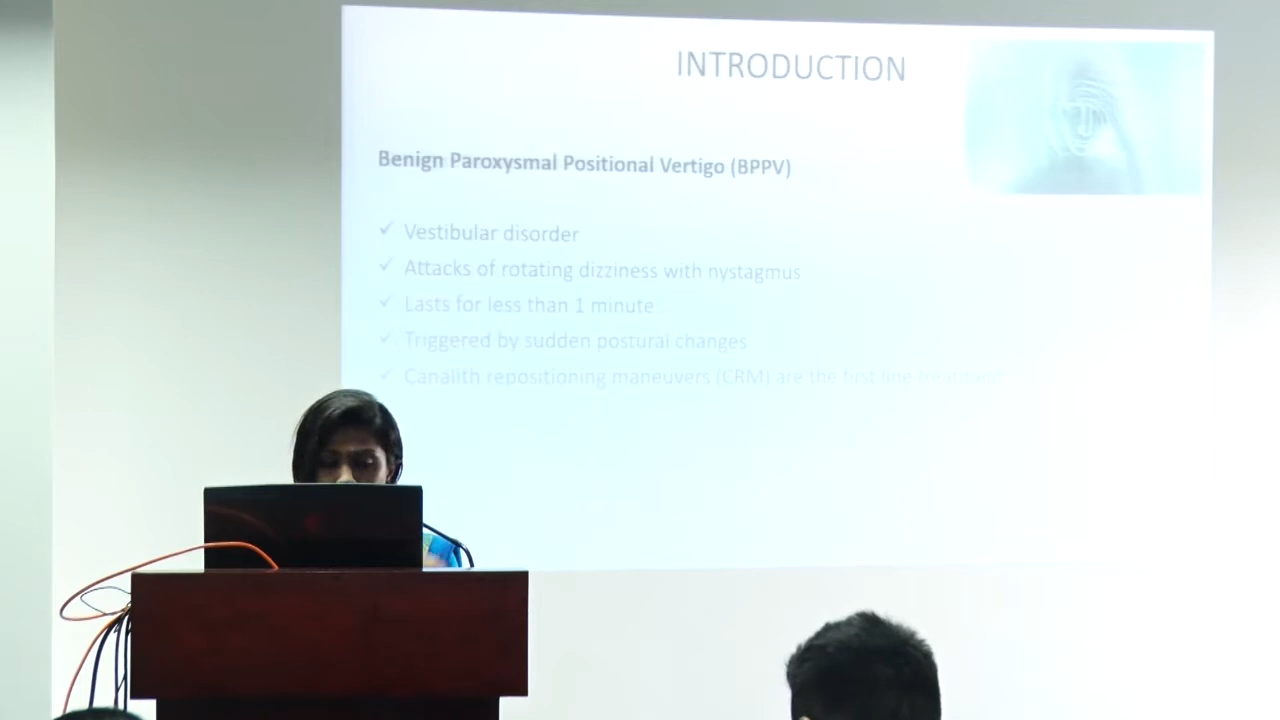 INTRODUCTION
Benign Paroxysmal Positional Vertigo (BPPV)
✓ Vestibular disorder
✓ Attacks of rotating dizziness with nystagmus
✓ Lasts for less than 1 minute
✓ Triggered by sudden postural changes
✓ Canalith repositioning maneuvers (CRM) are the first line treatment